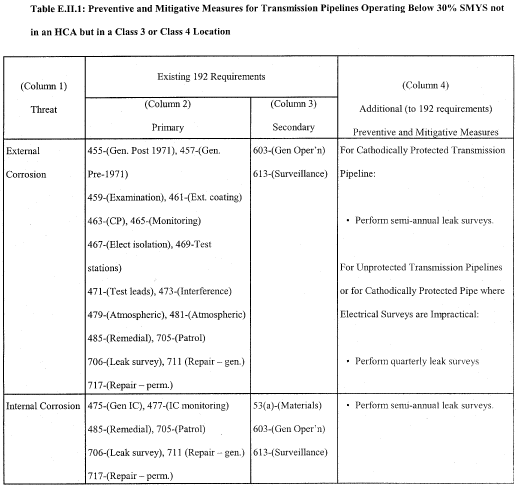 Table E.II.1: Preventive and Mitigative Measures for Transmission Pipelines Operating Below 30% SMYS not
in an HCA but in a Class 3 or Class 4 Location
(Column 1)
Threat
Existing 192 Requirements
(Column 2)
Primary
(Column 3)
Secondary
(Column 4)
Additional (to 192 requirements)
Preventive and Mitigative Measures
External
Corrosion
455-(Gen. Post 1971), 457-(Gen.
Pre-1971)
459-(Examination), 461-(Ext. coating)
463-(CP), 465-(Monitoring)
467-(Elect isolation), 469-Test
stations)
471-(Test leads), 473-(Interference)
479-(Atmospheric), 481-(Atmospheric)
485-(Remedial), 705-(Patrol)
706-(Leak survey), 711 (Repair – gen.)
717-(Repair – perm.)
603-(Gen Oper'n)
613-(Surveillance)
For Cathodically Protected Transmission
Pipeline:
• Perform semi-annual leak surveys.
For Unprotected Transmission Pipelines
or for Cathodically Protected Pipe where
Electrical Surveys are Impractical:
• Perform quarterly leak surveys
Internal Corrosion
475-(Gen IC), 477-(IC monitoring)
485-(Remedial), 705-(Patrol)
706-(Leak survey), 711 (Repair – gen.)
717-(Repair – perm.)
53(a)-(Materials)
603-(Gen Oper'n)
613-(Surveillance)
• Perform semi-annual leak surveys.